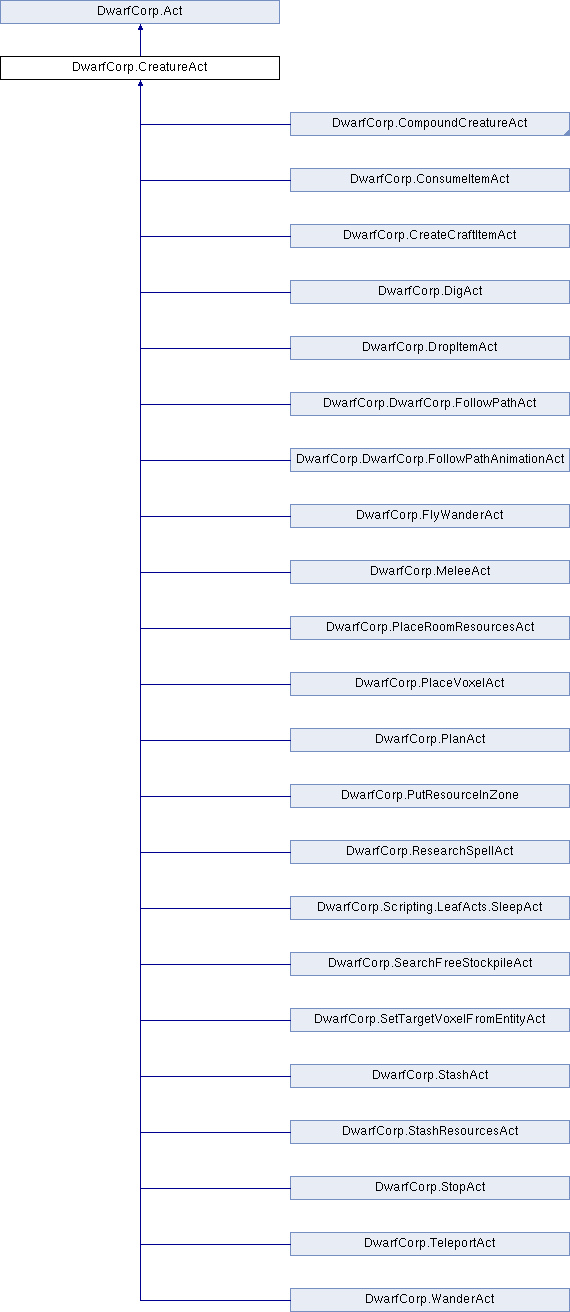 DwarfCorp.Act
DwarfCorp.CreatureAct
DwarfCorp.CompoundCreatureAct
DwarfCorp.ConsumeItemAct
DwarfCorp.CreateCraftItemAct
DwarfCorp.DigAct
DwarfCorp.DropItemAct
DwarfCorp.DwarfCorp.FollowPathAct
DwarfCorp.DwarfCorp.FollowPathAnimationAct
DwarfCorp.FlyWanderAct
DwarfCorp.MeleeAct
DwarfCorp.PlaceRoomResourcesAct
DwarfCorp.PlaceVoxelAct
DwarfCorp.PlanAct
DwarfCorp.PutResourceInZone
DwarfCorp.ResearchSpellAct
DwarfCorp.Scripting.LeafActs.SleepAct
DwarfCorp.SearchFreeStockpileAct
DwarfCorp.SetTargetVoxelFromEntityAct
DwarfCorp.StashAct
DwarfCorp.StashResourcesAct
DwarfCorp.StopAct
DwarfCorp.TeleportAct
DwarfCorp.WanderAct